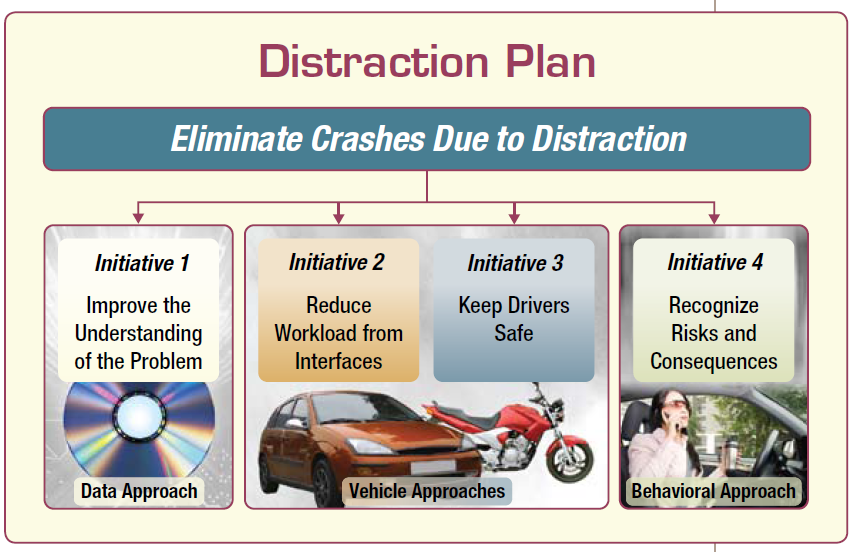 Distraction Plan
Eliminate Crashes Due to Distraction
Initiative 1
Improve the
Understanding
of the Problem
Data Approach
Initiative 2
Reduce
Workload from
Interfaces
Initiative 3
Keep Drivers
Safe
Vehicle Approaches
Initiative 4
Recognize
Risks and
Consequences
Behavioral Approach